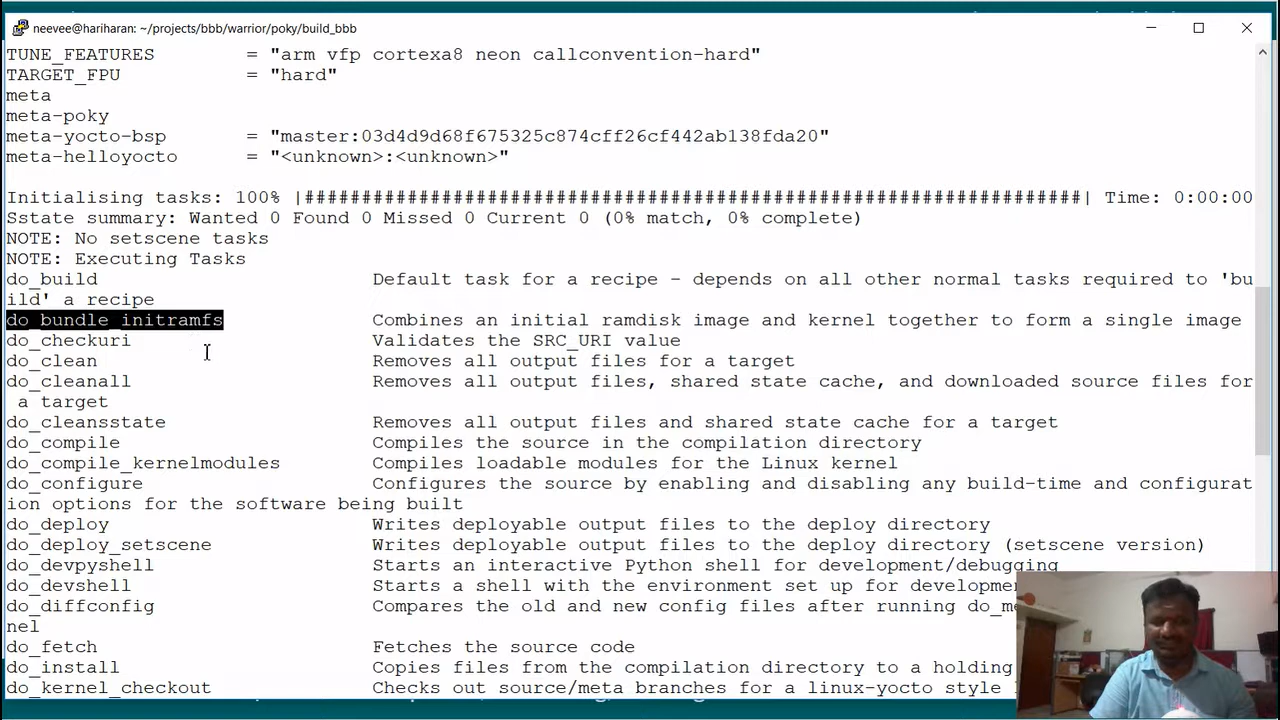 neevee@hariharan: ~/projects/bbb/warrior/poky/build_bbb
TUNE_FEATURES = "arm vfp cortexa8 neon callconvention-hard"
TARGET_FPU = "hard"
meta
meta-poky
meta-yocto-bsp = "master:03d4d9d68f675325c874cff26cf442ab138fda20"
meta-helloyocto = "<unknown>:<unknown>"
Initialising tasks: 100% |#####################################################################| Time: 0:00:00
Sstate summary: Wanted 0 Found 0 Missed 0 Current 0 (0% match, 0% complete)
NOTE: No setscene tasks
NOTE: Executing Tasks
do_build Default task for a recipe - depends on all other normal tasks required to 'bu
ild' a recipe
do_bundle_initramfs Combines an initial ramdisk image and kernel together to form a single image
do_checkuri Validates the SRC_URI value
do_clean Removes all output files for a target
do_cleanall Removes all output files, shared state cache, and downloaded source files for
a target
do_cleansstate Removes all output files and shared state cache for a target
do_compile Compiles the source in the compilation directory
do_compile_kernelmodules Compiles loadable modules for the Linux kernel
do_configure Configures the source by enabling and disabling any build-time and configurat
ion options for the software being built
do_deploy Writes deployable output files to the deploy directory
do_deploy_setscene Writes deployable output files to the deploy directory (setscene version)
do_devpyshell Starts an interactive Python shell for development/debugging
do_devshell Starts a shell with the environment set up for developm
do_diffconfig Compares the old and new config files after running do_m
nel
do_fetch Fetches the source code
do_install Copies files from the compilation directory to a holding
do_kernel_checkout Checks out source/meta branches for a linux-yocto style